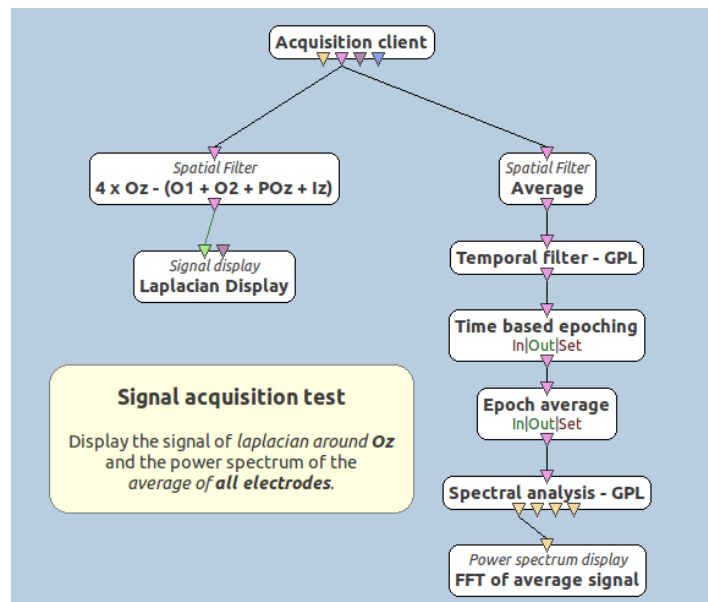 Acquisition client
Spatial Filter
4 x Oz - (O1 + O2 + POz + Iz)
Spatial Filter
Average
Signal display
Laplacian Display
Temporal filter - GPL
Time based epoching
In|Out|Set
Epoch average
In|Out|Set
Signal acquisition test
Display the signal of laplacian around Oz
and the power spectrum of the
average of all electrodes.
Spectral analysis - GPL
Power spectrum display
FFT of average signal